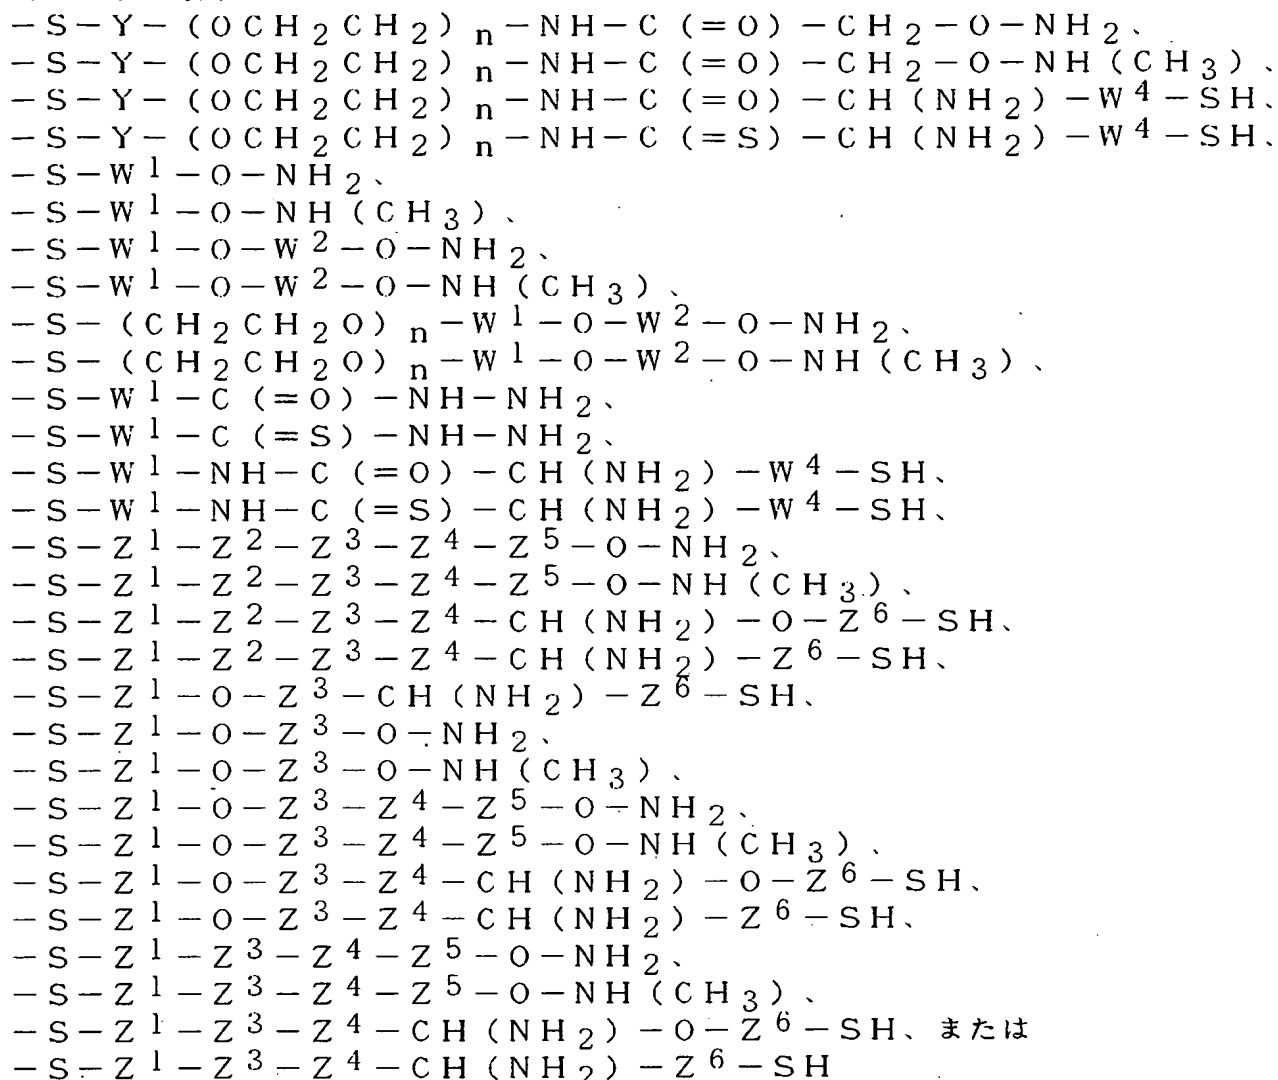 －S－Y－(OCH2CH2)n－NH－C(=O)－CH2－O－NH2、
－S－Y－(OCH2CH2)n－NH－C(=O)－CH2－O－NH(CH3)、
－S－Y－(OCH2CH2)n－NH－C(=O)－CH(NH2)－W4－SH、
－S－Y－(OCH2CH2)n－NH－C(=S)－CH(NH2)－W4－SH、
－S－W1－O－NH2、
－S－W1－O－NH(CH3)、
－S－W1－O－W2－O－NH2、
－S－W1－O－W2－O－NH(CH3)、
－S－(CH2CH2O)n－W1－O－W2－O－NH2、
－S－(CH2CH2O)n－W1－O－W2－O－NH(CH3)、
－S－W1－C(=O)－NH－NH2、
－S－W1－C(=S)－NH－NH2、
－S－W1－NH－C(=O)－CH(NH2)－W4－SH、
－S－W1－NH－C(=S)－CH(NH2)－W4－SH、
－S－Z1－Z2－Z3－Z4－Z5－O－NH2、
－S－Z1－Z2－Z3－Z4－Z5－O－NH(CH3)、
－S－Z1－Z2－Z3－Z4－CH(NH2)－O－Z6－SH、
－S－Z1－Z2－Z3－Z4－CH(NH2)－Z6－SH、
－S－Z1－O－Z3－CH(NH2)－Z6－SH、
－S－Z1－O－Z3－O－NH2、
－S－Z1－O－Z3－O－NH(CH3)、
－S－Z1－O－Z3－Z4－Z5－O－NH2、
－S－Z1－O－Z3－Z4－Z5－O－NH(CH3)、
－S－Z1－O－Z3－Z4－CH(NH2)－O－Z6－SH、
－S－Z1－O－Z3－Z4－CH(NH2)－Z6－SH、
－S－Z1－Z3－Z4－Z5－O－NH2、
－S－Z1－Z3－Z4－Z5－O－NH(CH3)、
－S－Z1－Z3－Z4－CH(NH2)－O－Z6－SH、または
－S－Z1－Z3－Z4－CH(NH2)－Z6－SH